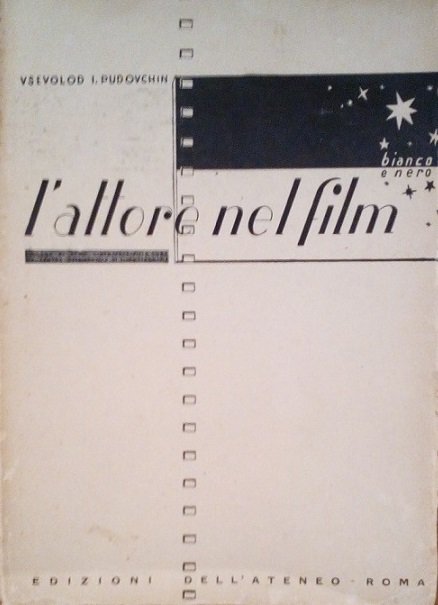 VSEVOLOD I. PUDOVCHIN
bianco
e nero
l'attore nel film
EDIZIONI DELL'ATENEO - ROMA